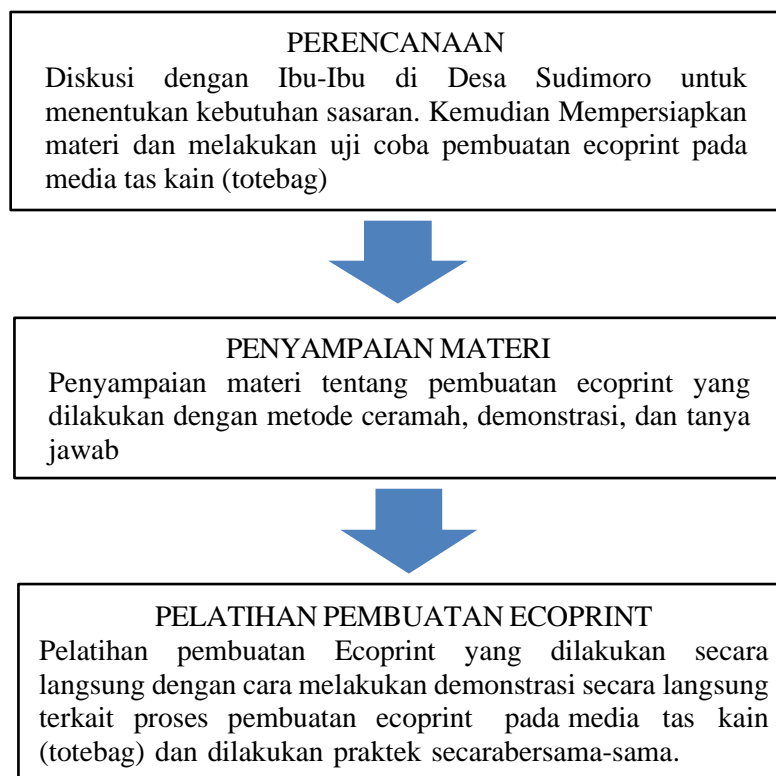 PERENCANAAN
Diskusi dengan Ibu-Ibu di Desa Sudimoro untuk
menentukan kebutuhan sasaran. Kemudian Mempersiapkan
materi dan melakukan uji coba pembuatan ecoprint pada
media tas kain (totebag)
PENYAMPAIAN MATERI
Penyampaian materi tentang pembuatan ecoprint yang
dilakukan dengan metode ceramah, demonstrasi, dan tanya
jawab
PELATIHAN PEMBUATAN ECOPRINT
Pelatihan pembuatan Ecoprint yang dilakukan secara
langsung dengan cara melakukan demonstrasi secara langsung
terkait proses pembuatan ecoprint pada media tas kain
(totebag) dan dilakukan praktek secarabersama-sama.